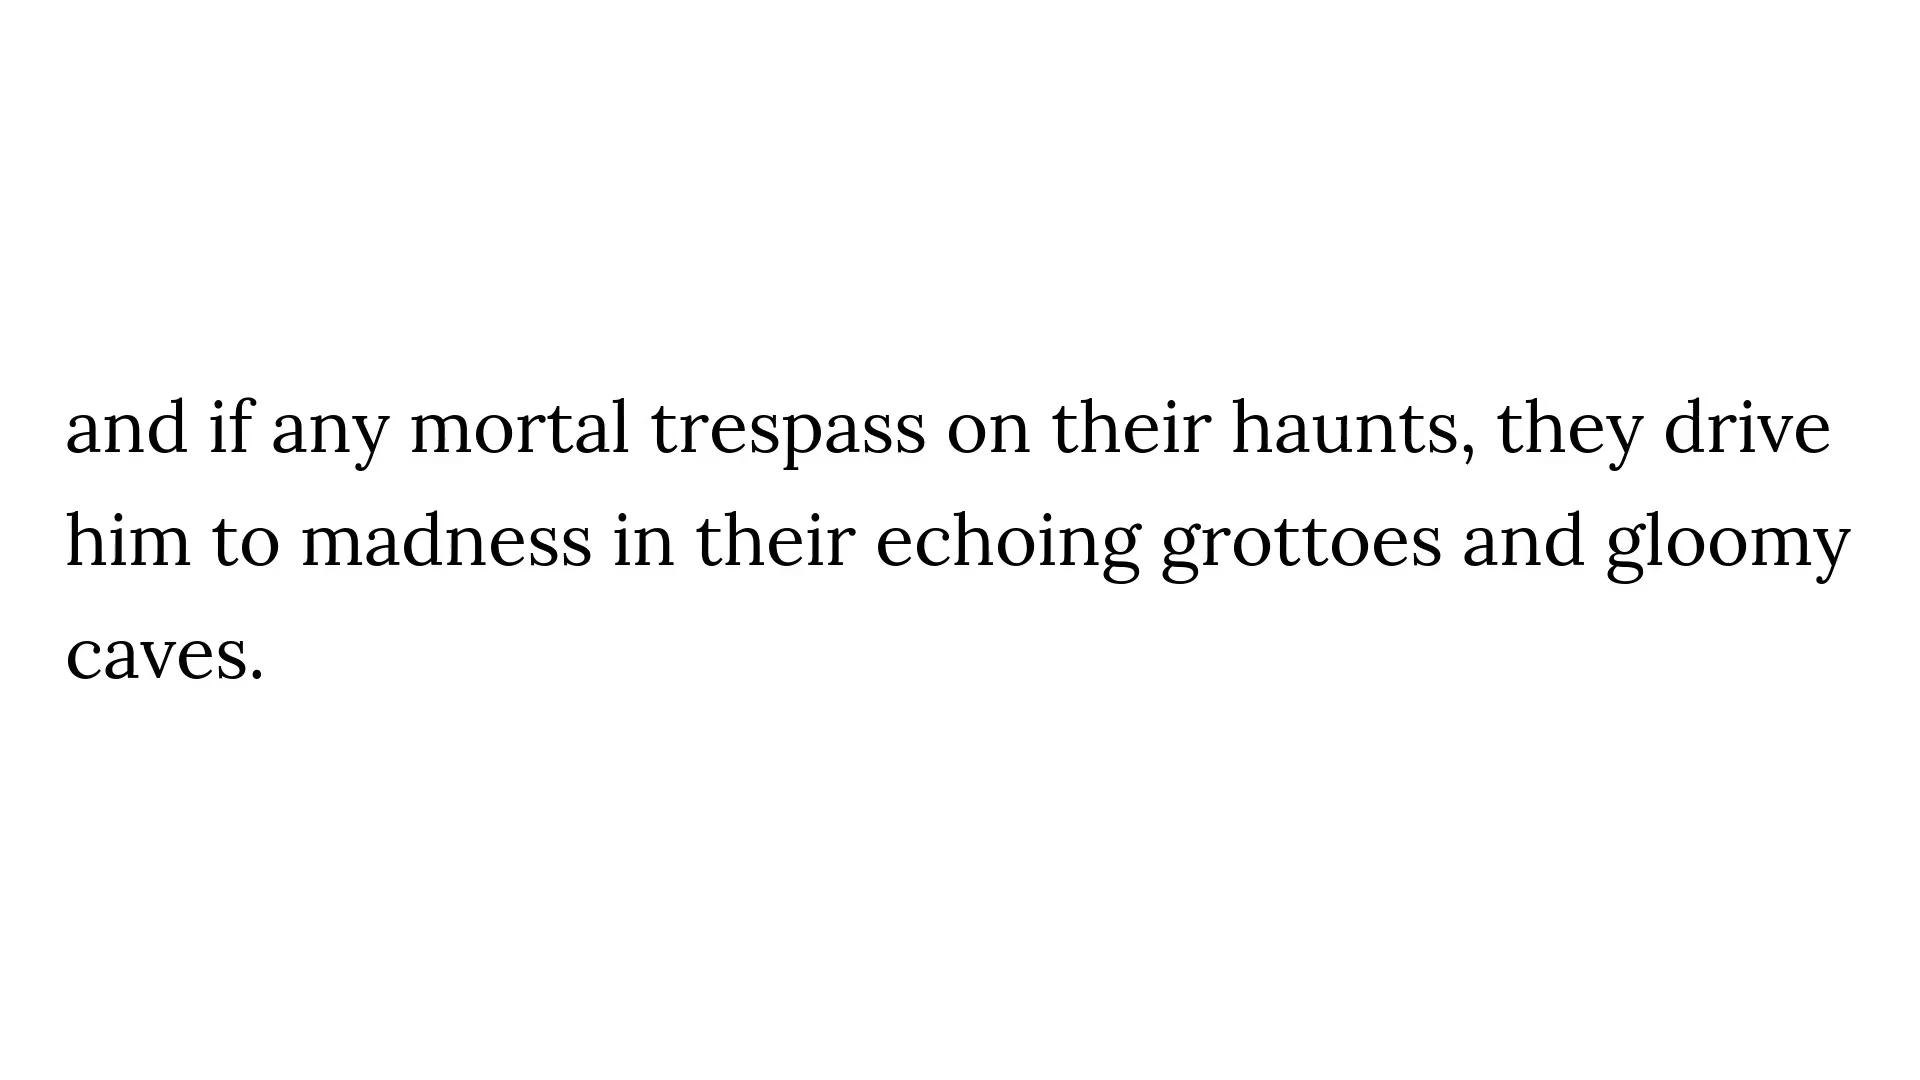 and if any mortal trespass on their haunts, they drive
him to madness in their echoing grottoes and gloomy
caves.